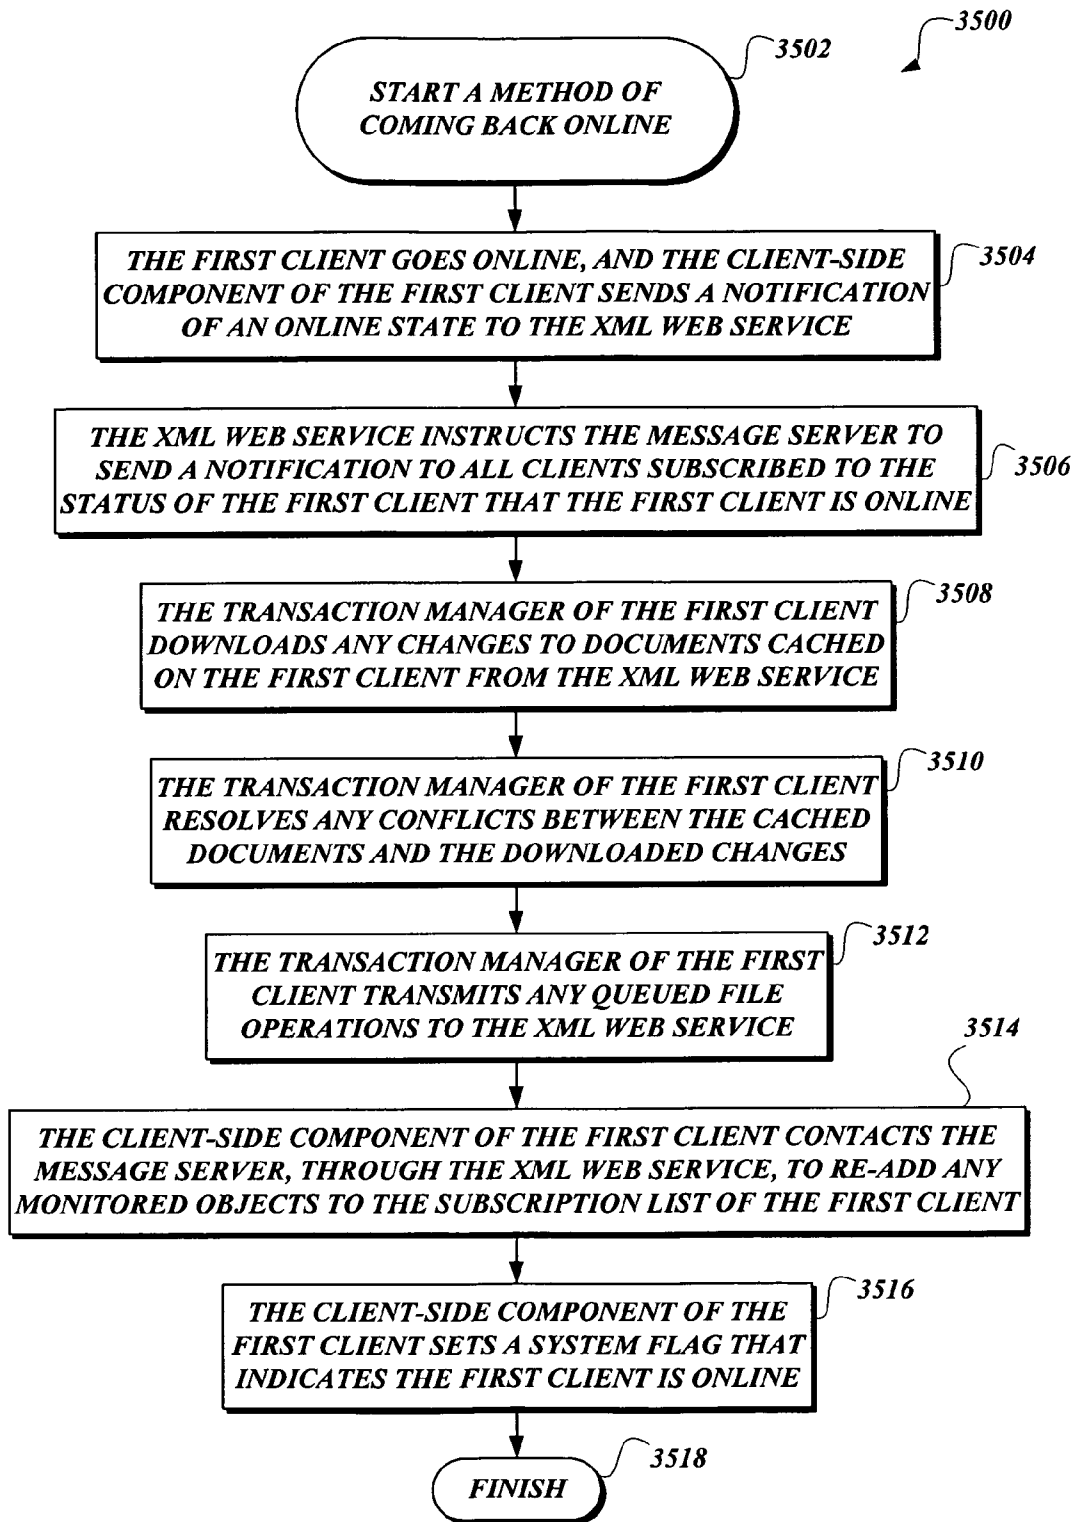 3500
3502
START A METHOD OF
COMING BACK ONLINE
3504
THE FIRST CLIENT GOES ONLINE, AND THE CLIENT-SIDE
COMPONENT OF THE FIRST CLIENT SENDS A NOTIFICATION
OF AN ONLINE STATE TO THE XML WEB SERVICE
3506
THE XML WEB SERVICE INSTRUCTS THE MESSAGE SERVER TO
SEND A NOTIFICATION TO ALL CLIENTS SUBSCRIBED TO THE
STATUS OF THE FIRST CLIENT THAT THE FIRST CLIENT IS ONLINE
3508
THE TRANSACTION MANAGER OF THE FIRST CLIENT
DOWNLOADS ANY CHANGES TO DOCUMENTS CACHED
ON THE FIRST CLIENT FROM THE XML WEB SERVICE
3510
THE TRANSACTION MANAGER OF THE FIRST CLIENT
RESOLVES ANY CONFLICTS BETWEEN THE CACHED
DOCUMENTS AND THE DOWNLOADED CHANGES
3512
THE TRANSACTION MANAGER OF THE FIRST
CLIENT TRANSMITS ANY QUEUED FILE
OPERATIONS TO THE XML WEB SERVICE
3514
THE CLIENT-SIDE COMPONENT OF THE FIRST CLIENT CONTACTS THE
MESSAGE SERVER, THROUGH THE XML WEB SERVICE, TO RE-ADD ANY
MONITORED OBJECTS TO THE SUBSCRIPTION LIST OF THE FIRST CLIENT
3516
THE CLIENT-SIDE COMPONENT OF THE
FIRST CLIENT SETS A SYSTEM FLAG THAT
INDICATES THE FIRST CLIENT IS ONLINE
3518
FINISH